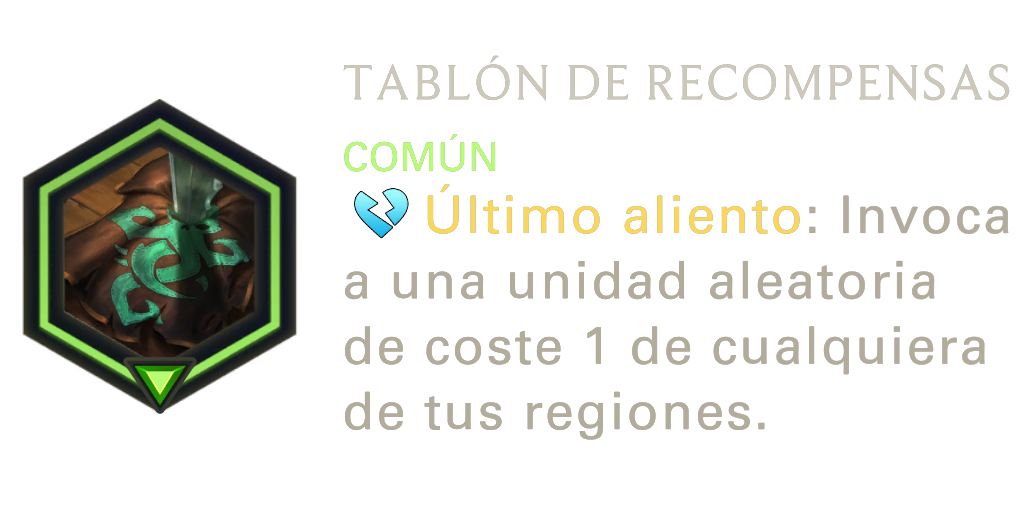 TABLÓN DE RECOMPENSAS
COMÚN
Último aliento: Invoca
a una unidad aleatoria
de coste 1 de cualquiera
de tus regiones.